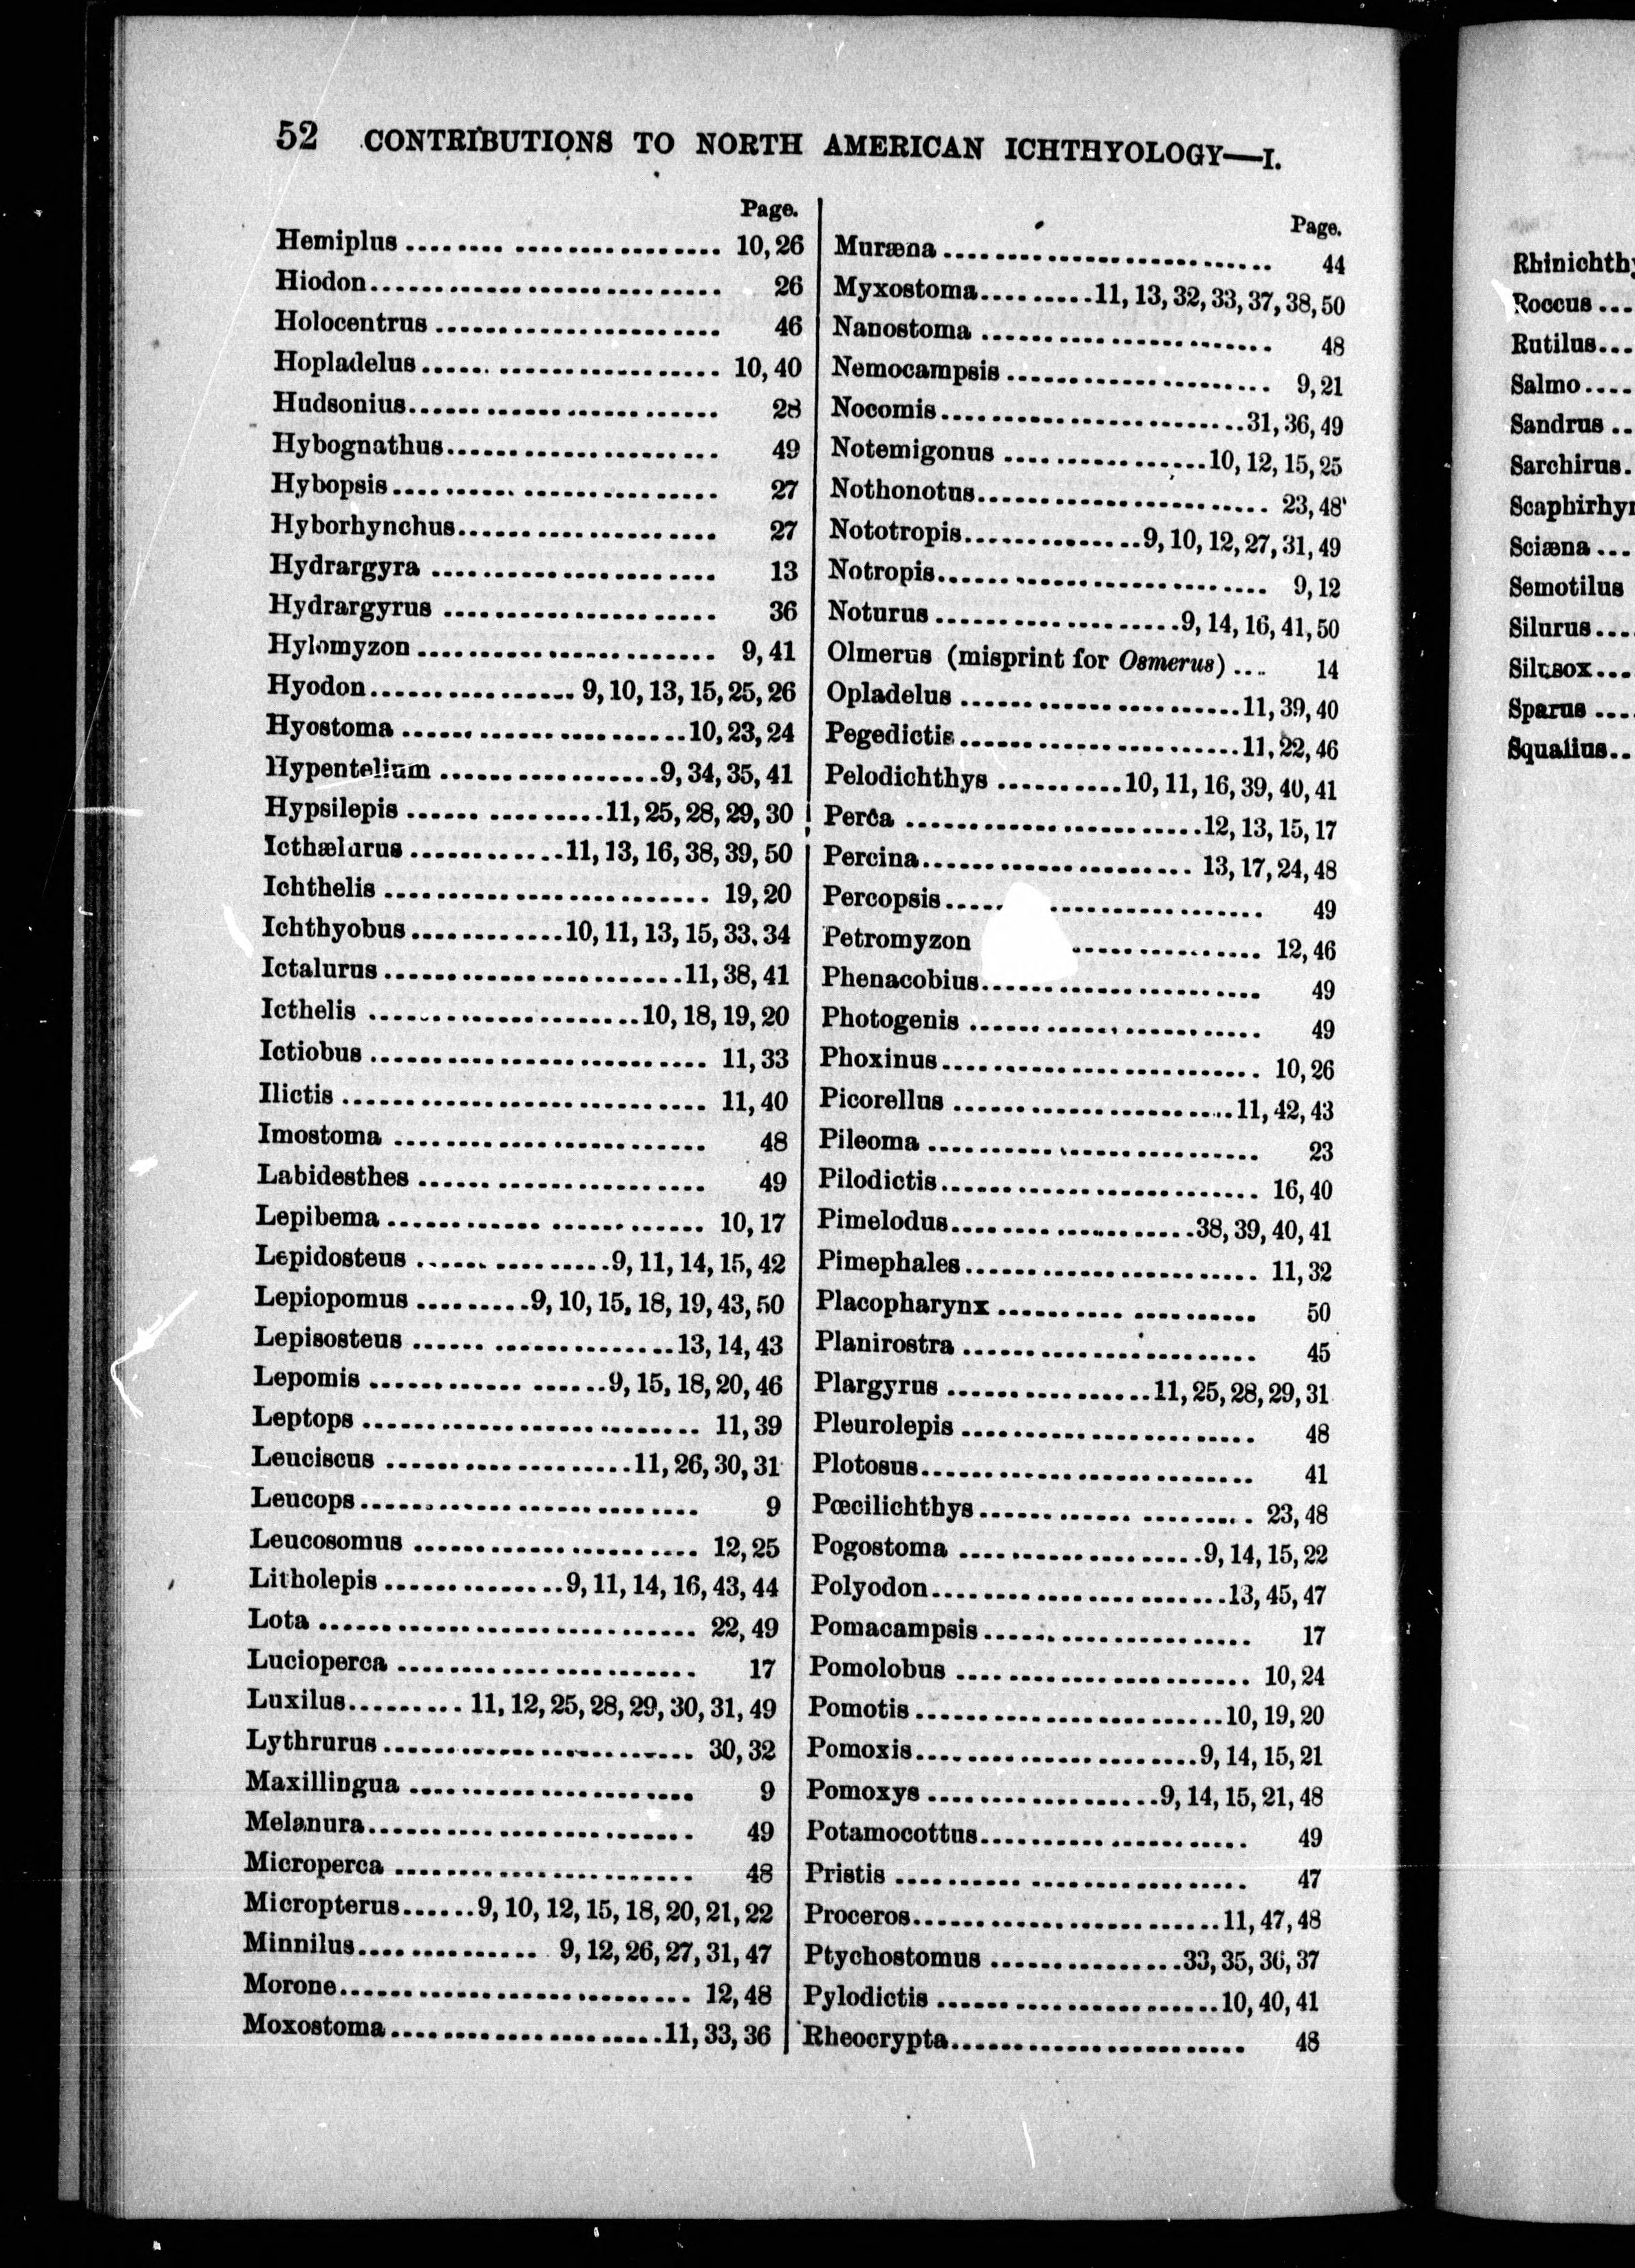 52 CONTRIBUTIONS TO NORTH AMERICAN ICHTHYOLOGY—I.
Page.
Hemiplus ........ ................ 10, 26
Hiodon........................... 26
Holocentrus ...................... 46
Hopladelus...... ................. 10, 40
Hudsonius........................ 28
Hybognathus..................... 49
Hybopsis.......... ............... 27
Hyborhynchus.................... 27
Hydrargyra ...................... 13
Hydrargyrus ..................... 36
Hylomyzon ....................... 9, 41
Hyodon................ 9, 10, 13, 15, 25, 26
Hyostoma ......................10, 23, 24
Hypentelium .................9, 34, 35, 41
Hypsilepis ...... .........11, 25, 28, 29, 30
Icthælurus ............11, 13, 16, 38, 39, 50
Ichthelis ......................... 19, 20
Ichthyobus............10, 11, 13, 15, 33, 34
Ictalurus .......................11, 38, 41
Icthelis .....................10, 18, 19, 20
Ictiobus .......................... 11, 33
Ilictis ............................ 11, 40
Imostoma ........................ 48
Labidesthes ...................... 49
Lepibema ............ ............ 10, 17
Lepidosteus ...... .........9, 11, 14, 15, 42
Lepiopomus .........9, 10, 15, 18, 19, 43, 50
Lepisosteus ...... ..............13, 14, 43
Lepomis ............ ......9, 15, 18, 20, 46
Leptops .......................... 11, 39
Leuciscus ...................11, 26, 30, 31
Leucops.......................... 9
Leucosomus ...................... 12, 25
Litholepis ..............9, 11, 14, 16, 43, 44
Lota ............................. 22, 49
Lucioperca ....................... 17
Luxilus......... 11, 12, 25, 28, 29, 30, 31, 49
Lythrurus ........................ 30, 32
Maxillingua ...................... 9
Melanura......................... 49
Microperca ....................... 48
Micropterus......9, 10, 12, 15, 18, 20, 21, 22
Minnilus.............. 9, 12, 26, 27, 31, 47
Morone........................... 12, 48
Moxostoma.....................11, 33, 36
Page.
Muræna ......................... 44
Myxostoma.........11, 13, 32, 33, 37, 38, 50
Nanostoma ...................... 48
Nemocampsis .................... 9, 21
Nocomis........................31, 36, 49
Notemigonus ................10, 12, 15, 25
Nothonotus....................... 23, 48
Nototropis..............9, 10, 12, 27, 31, 49
Notropis.......................... 9, 12
Noturus ...................9, 14, 16, 41, 50
Olmerus (misprint for Osmerus) ... 14
Opladelus ......................11, 39, 40
Pegedictis......................11, 22, 46
Pelodichthys ..........10, 11, 16, 39, 40, 41
Perca .......................12, 13, 15, 17
Percina..................... 13, 17, 24, 48
Percopsis......................... 49
Petromyzon ............... 12, 46
Phenacobius...................... 49
Photogenis ....................... 49
Phoxinus......................... 10, 26
Picorellus ......................11, 42, 43
Pileoma .......................... 23
Pilodictis......................... 16, 40
Pimelodus...................38, 39, 40, 41
Pimephales....................... 11, 32
Placopharynx .......... .......... 50
Planirostra ....................... 45
Plargyrus ................11, 25, 28, 29, 31
Pleurolepis ....................... 48
Plotosus.......................... 41
Pœcilichthys............ ......... 23, 48
Pogostoma ...................9, 14, 15, 22
Polyodon.......................13, 45, 47
Pomacampsis..................... 17
Pomolobus ....................... 10, 24
Pomotis ........................10, 19, 20
Pomoxis......................9, 14, 15, 21
Pomoxys ..................9, 14, 15, 21, 48
Potamocottus..................... 49
Pristis .......... ................. 47
Proceros........................11, 47, 48
Ptychostomus ...............33, 35, 36, 37
Pylodictis ......................10, 40, 41
Rheocrypta....................... 48
Roccus ...
Rutilus...
Salmo....
Sandrus ..
Sarchirus.
Sciæna ...
Semotilus
Silurus...
Sparus ....
Squalius..